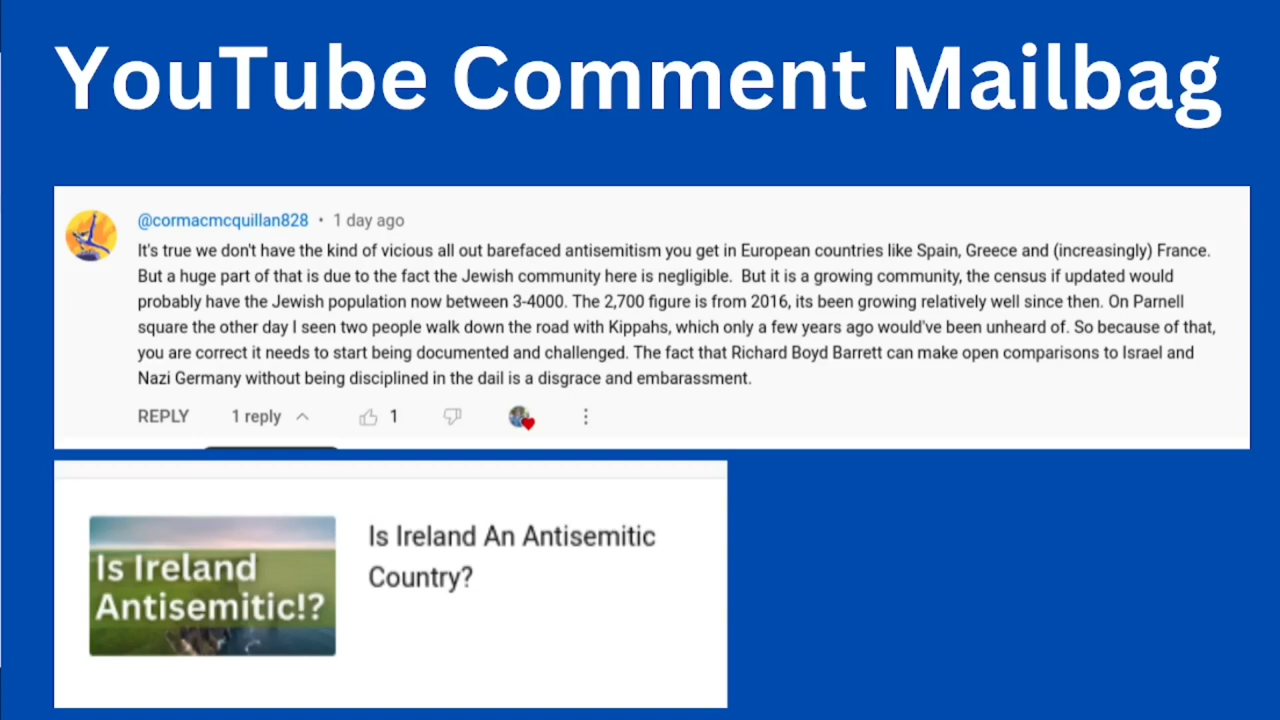 YouTube Comment Mailbag
@cormacmcquillan828 • 1 day ago
It's true we don't have the kind of vicious all out barefaced antisemitism you get in European countries like Spain, Greece and (increasingly) France.
But a huge part of that is due to the fact the Jewish community here is negligible. But it is a growing community, the census if updated would
probably have the Jewish population now between 3-4000. The 2,700 figure is from 2016, its been growing relatively well since then. On Parnell
square the other day I seen two people walk down the road with Kippahs, which only a few years ago would've been unheard of. So because of that,
you are correct it needs to start being documented and challenged. The fact that Richard Boyd Barrett can make open comparisons to Israel and
Nazi Germany without being disciplined in the dail is a disgrace and embarassment.
REPLY 1 reply 1
Is Ireland
Antisemitic!?
Is Ireland An Antisemitic
Country?